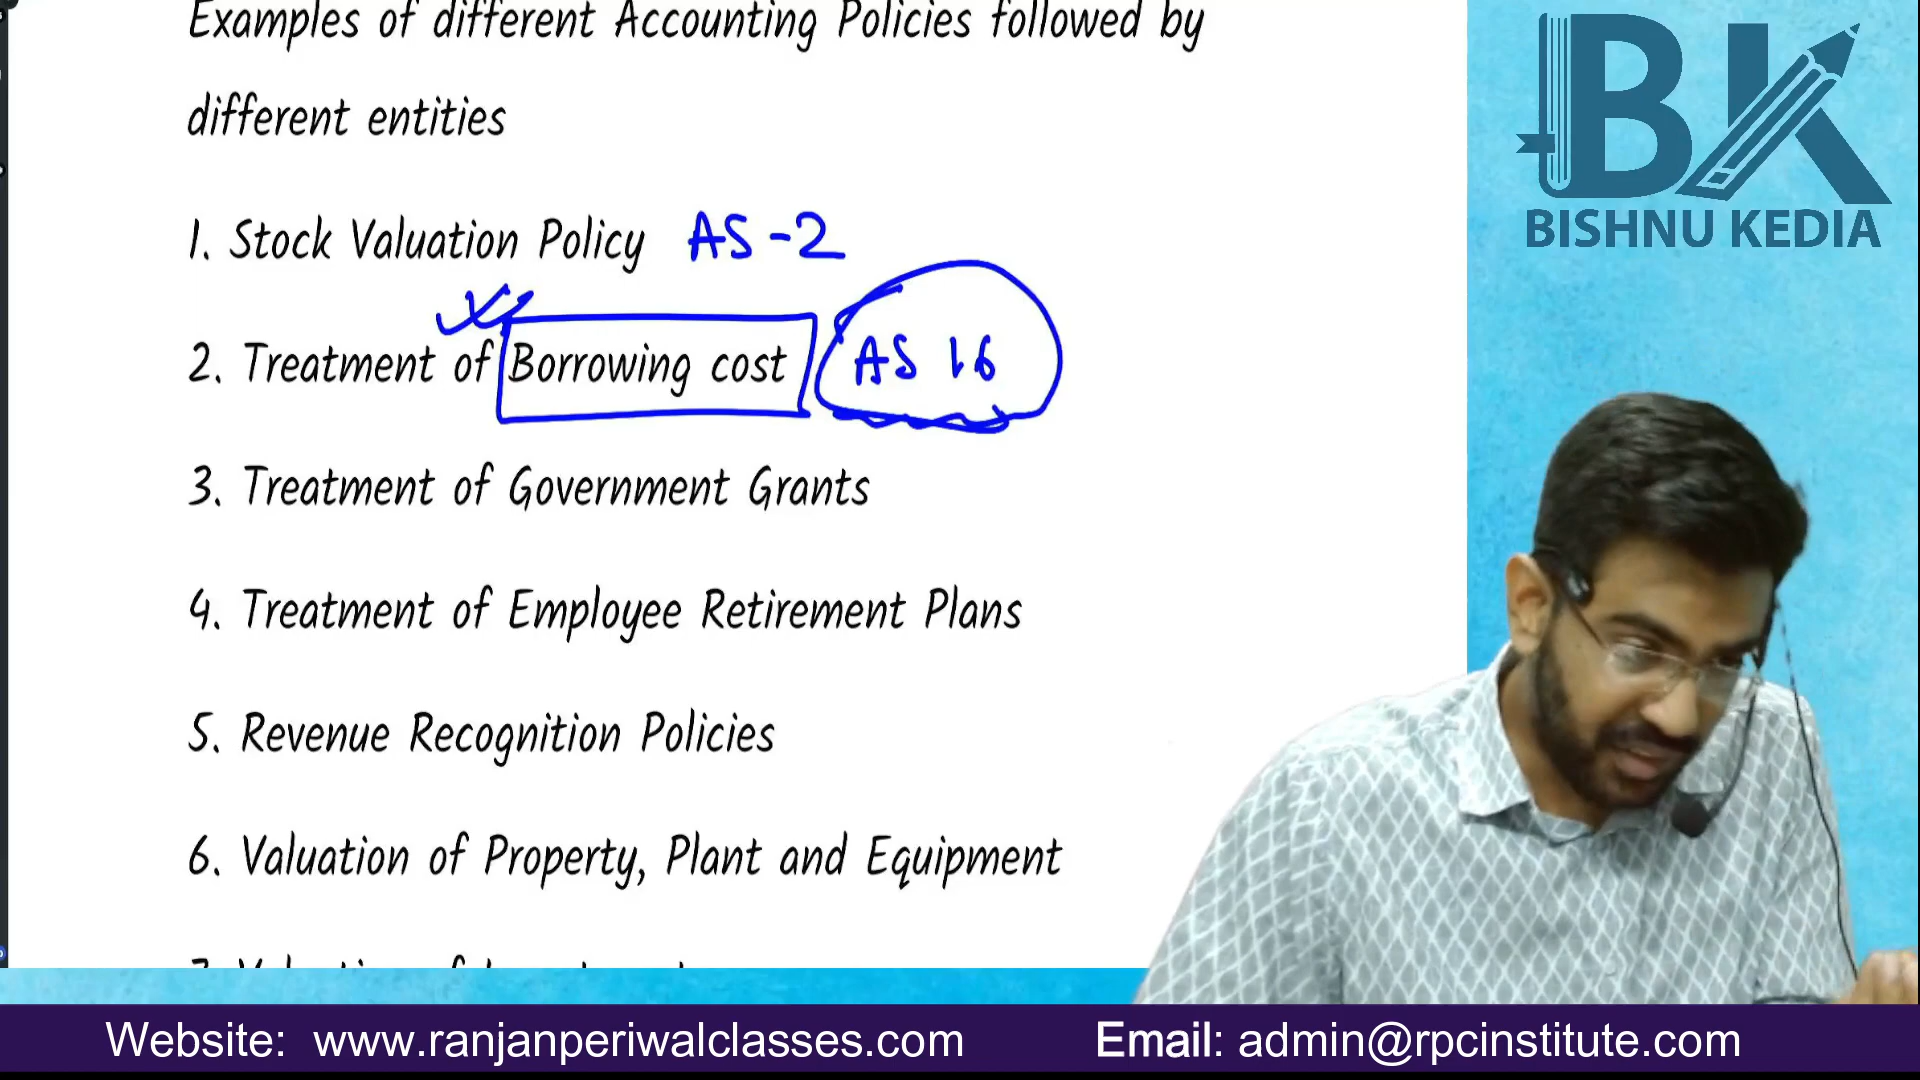 Examples of different Accounting Policies followed by
different entities
1. Stock Valuation Policy AS-2
2. Treatment of Borrowing cost AS 16
3. Treatment of Government Grants
4. Treatment of Employee Retirement Plans
5. Revenue Recognition Policies
6. Valuation of Property, Plant and Equipment
BK
BISHNU KEDIA
Website: www.ranjanperiwalclasses.com Email: admin@rpcinstitute.com